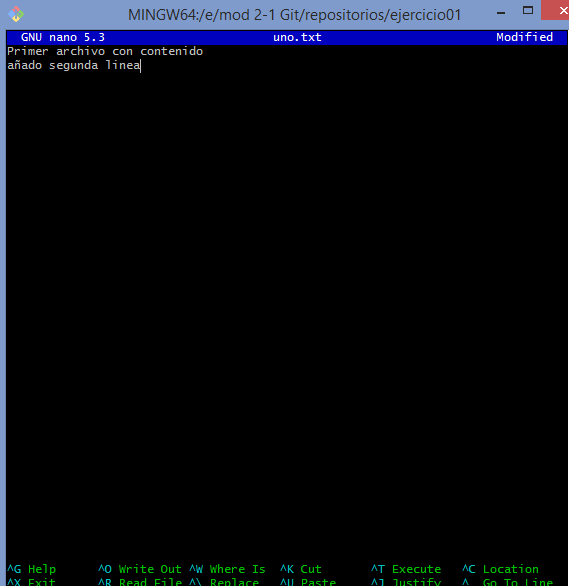 MINGW64:/e/mod 2-1 Git/repositorios/ejercicio01
GNU nano 5.3 uno.txt Modified
Primer archivo con contenido
añado segunda linea
^G Help ^O Write Out ^W Where Is ^K Cut ^T Execute ^C Location
^X Exit ^R Read File ^\ Replace ^U Paste ^J Justify ^_ Go To Line